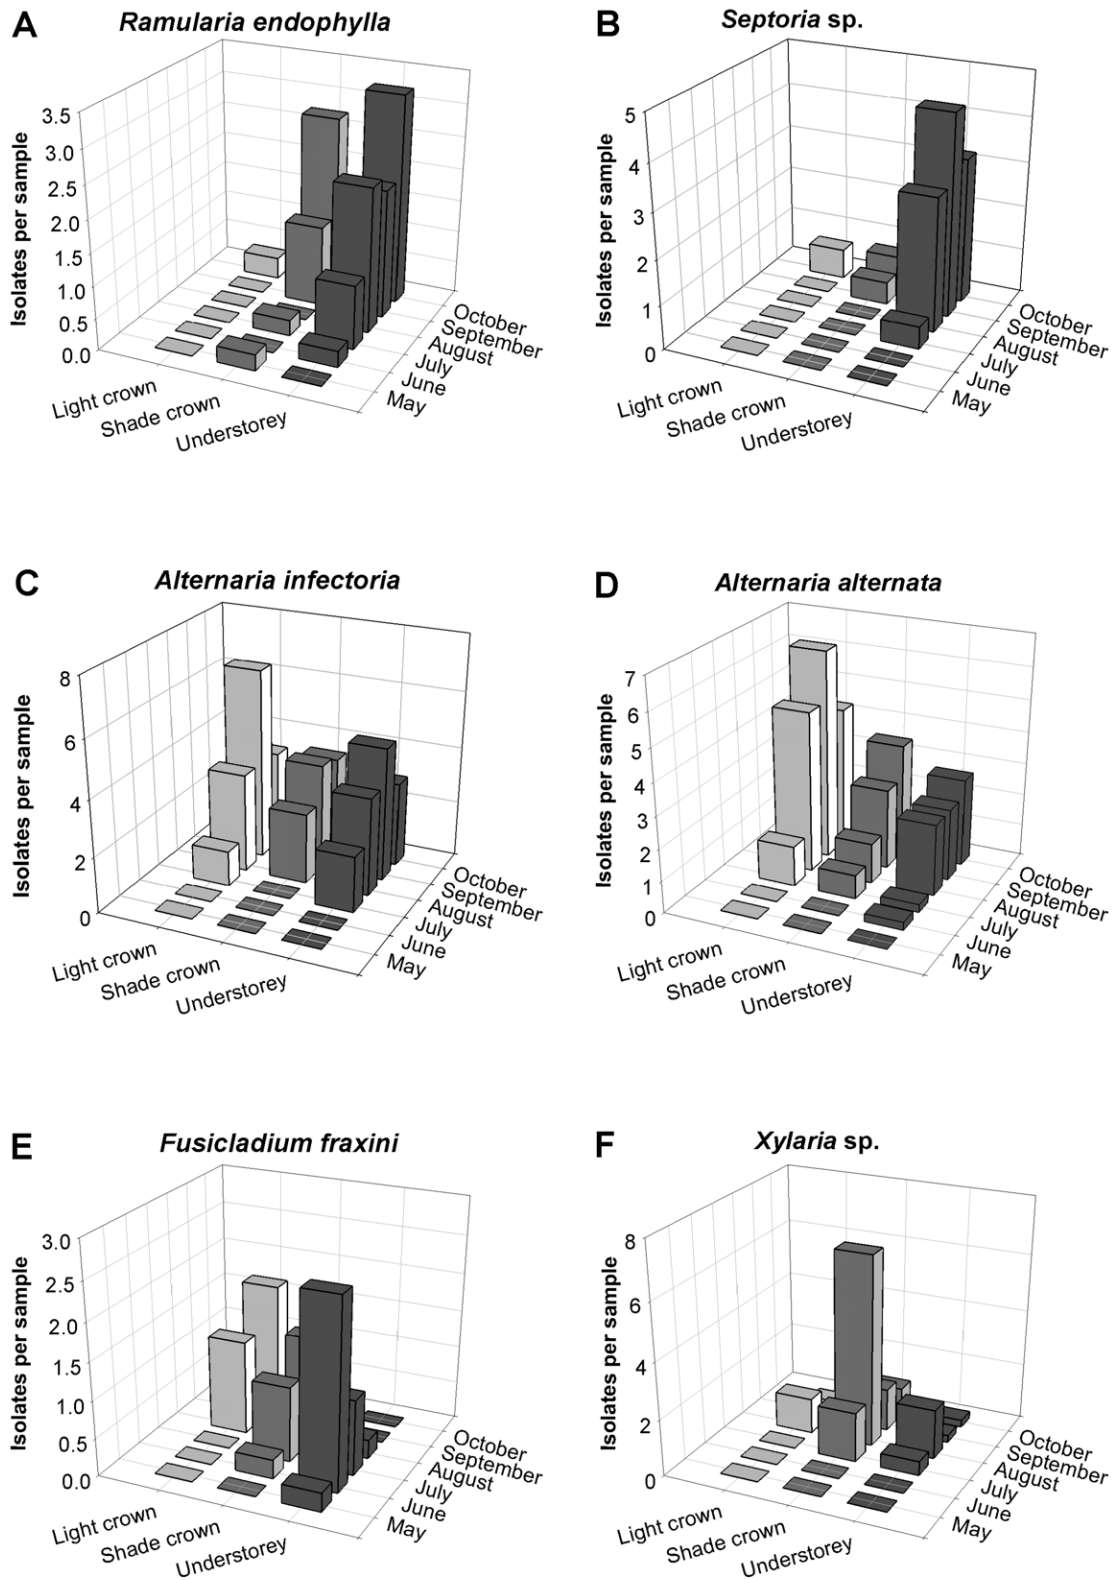 A Ramularia endophylla
Isolates per sample
3.5
3.0
2.5
2.0
1.5
1.0
0.5
0.0
Light crown
Shade crown
Understorey
October
September
August
July
June
May
B Septoria sp.
Isolates per sample
5
4
3
2
1
0
Light crown
Shade crown
Understorey
October
September
August
July
June
May
C Alternaria infectoria
Isolates per sample
8
6
4
2
0
Light crown
Shade crown
Understorey
October
September
August
July
June
May
D Alternaria alternata
Isolates per sample
7
6
5
4
3
2
1
0
Light crown
Shade crown
Understorey
October
September
August
July
June
May
E Fusicladium fraxini
Isolates per sample
3.0
2.5
2.0
1.5
1.0
0.5
0.0
Light crown
Shade crown
Understorey
October
September
August
July
June
May
F Xylaria sp.
Isolates per sample
8
6
4
2
0
Light crown
Shade crown
Understorey
October
September
August
July
June
May